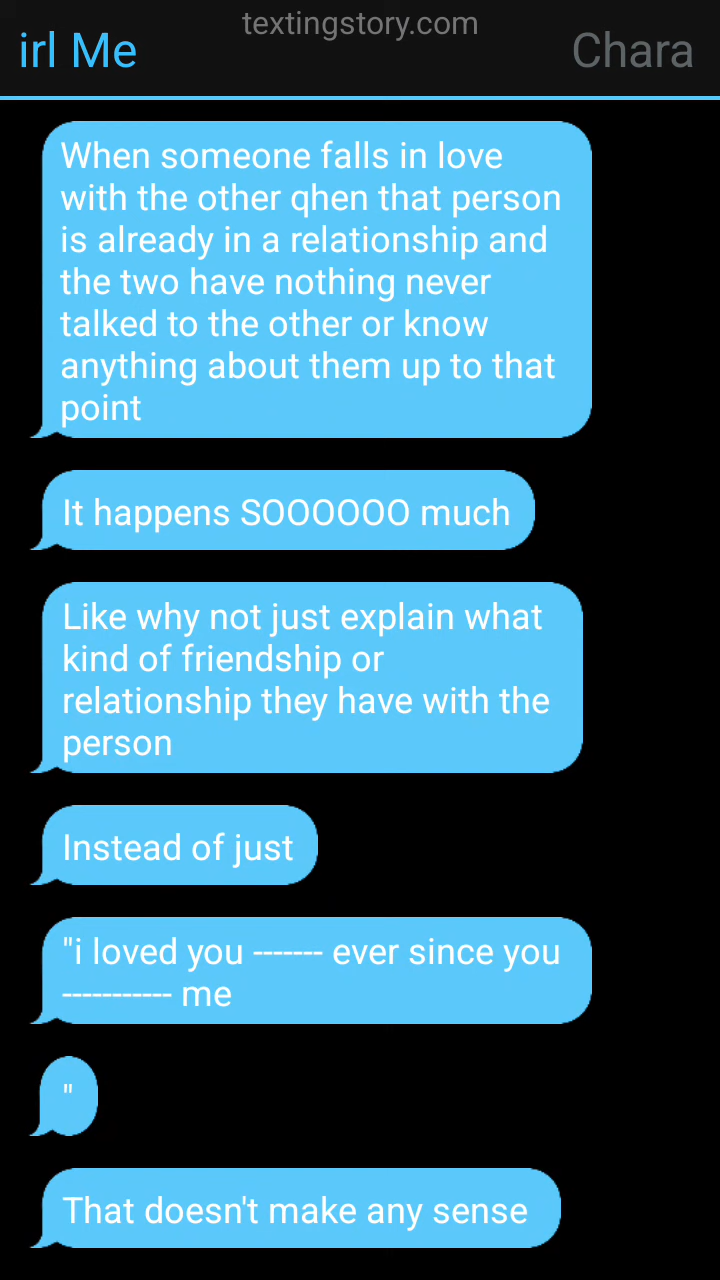 textingstory.com
irl Me
Chara
When someone falls in love
with the other qhen that person
is already in a relationship and
the two have nothing never
talked to the other or know
anything about them up to that
point
It happens SOOOOOO much
Like why not just explain what
kind of friendship or
relationship they have with the
person
Instead of just
"i loved you ------- ever since you
----------- me
"
That doesn't make any sense